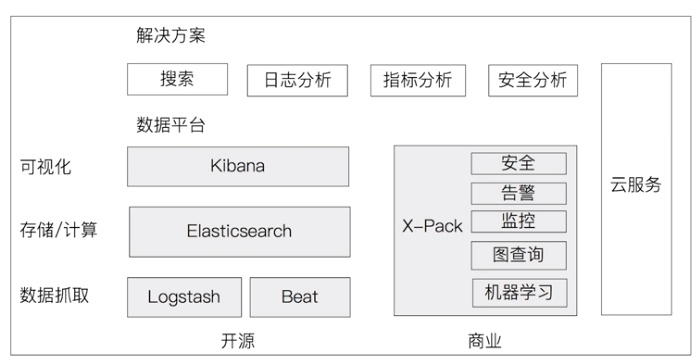 解决方案
搜索
日志分析
指标分析
安全分析
数据平台
可视化
Kibana
存储/计算
Elasticsearch
数据抓取
Logstash
Beat
X-Pack
安全
告警
监控
图查询
机器学习
云服务
开源
商业